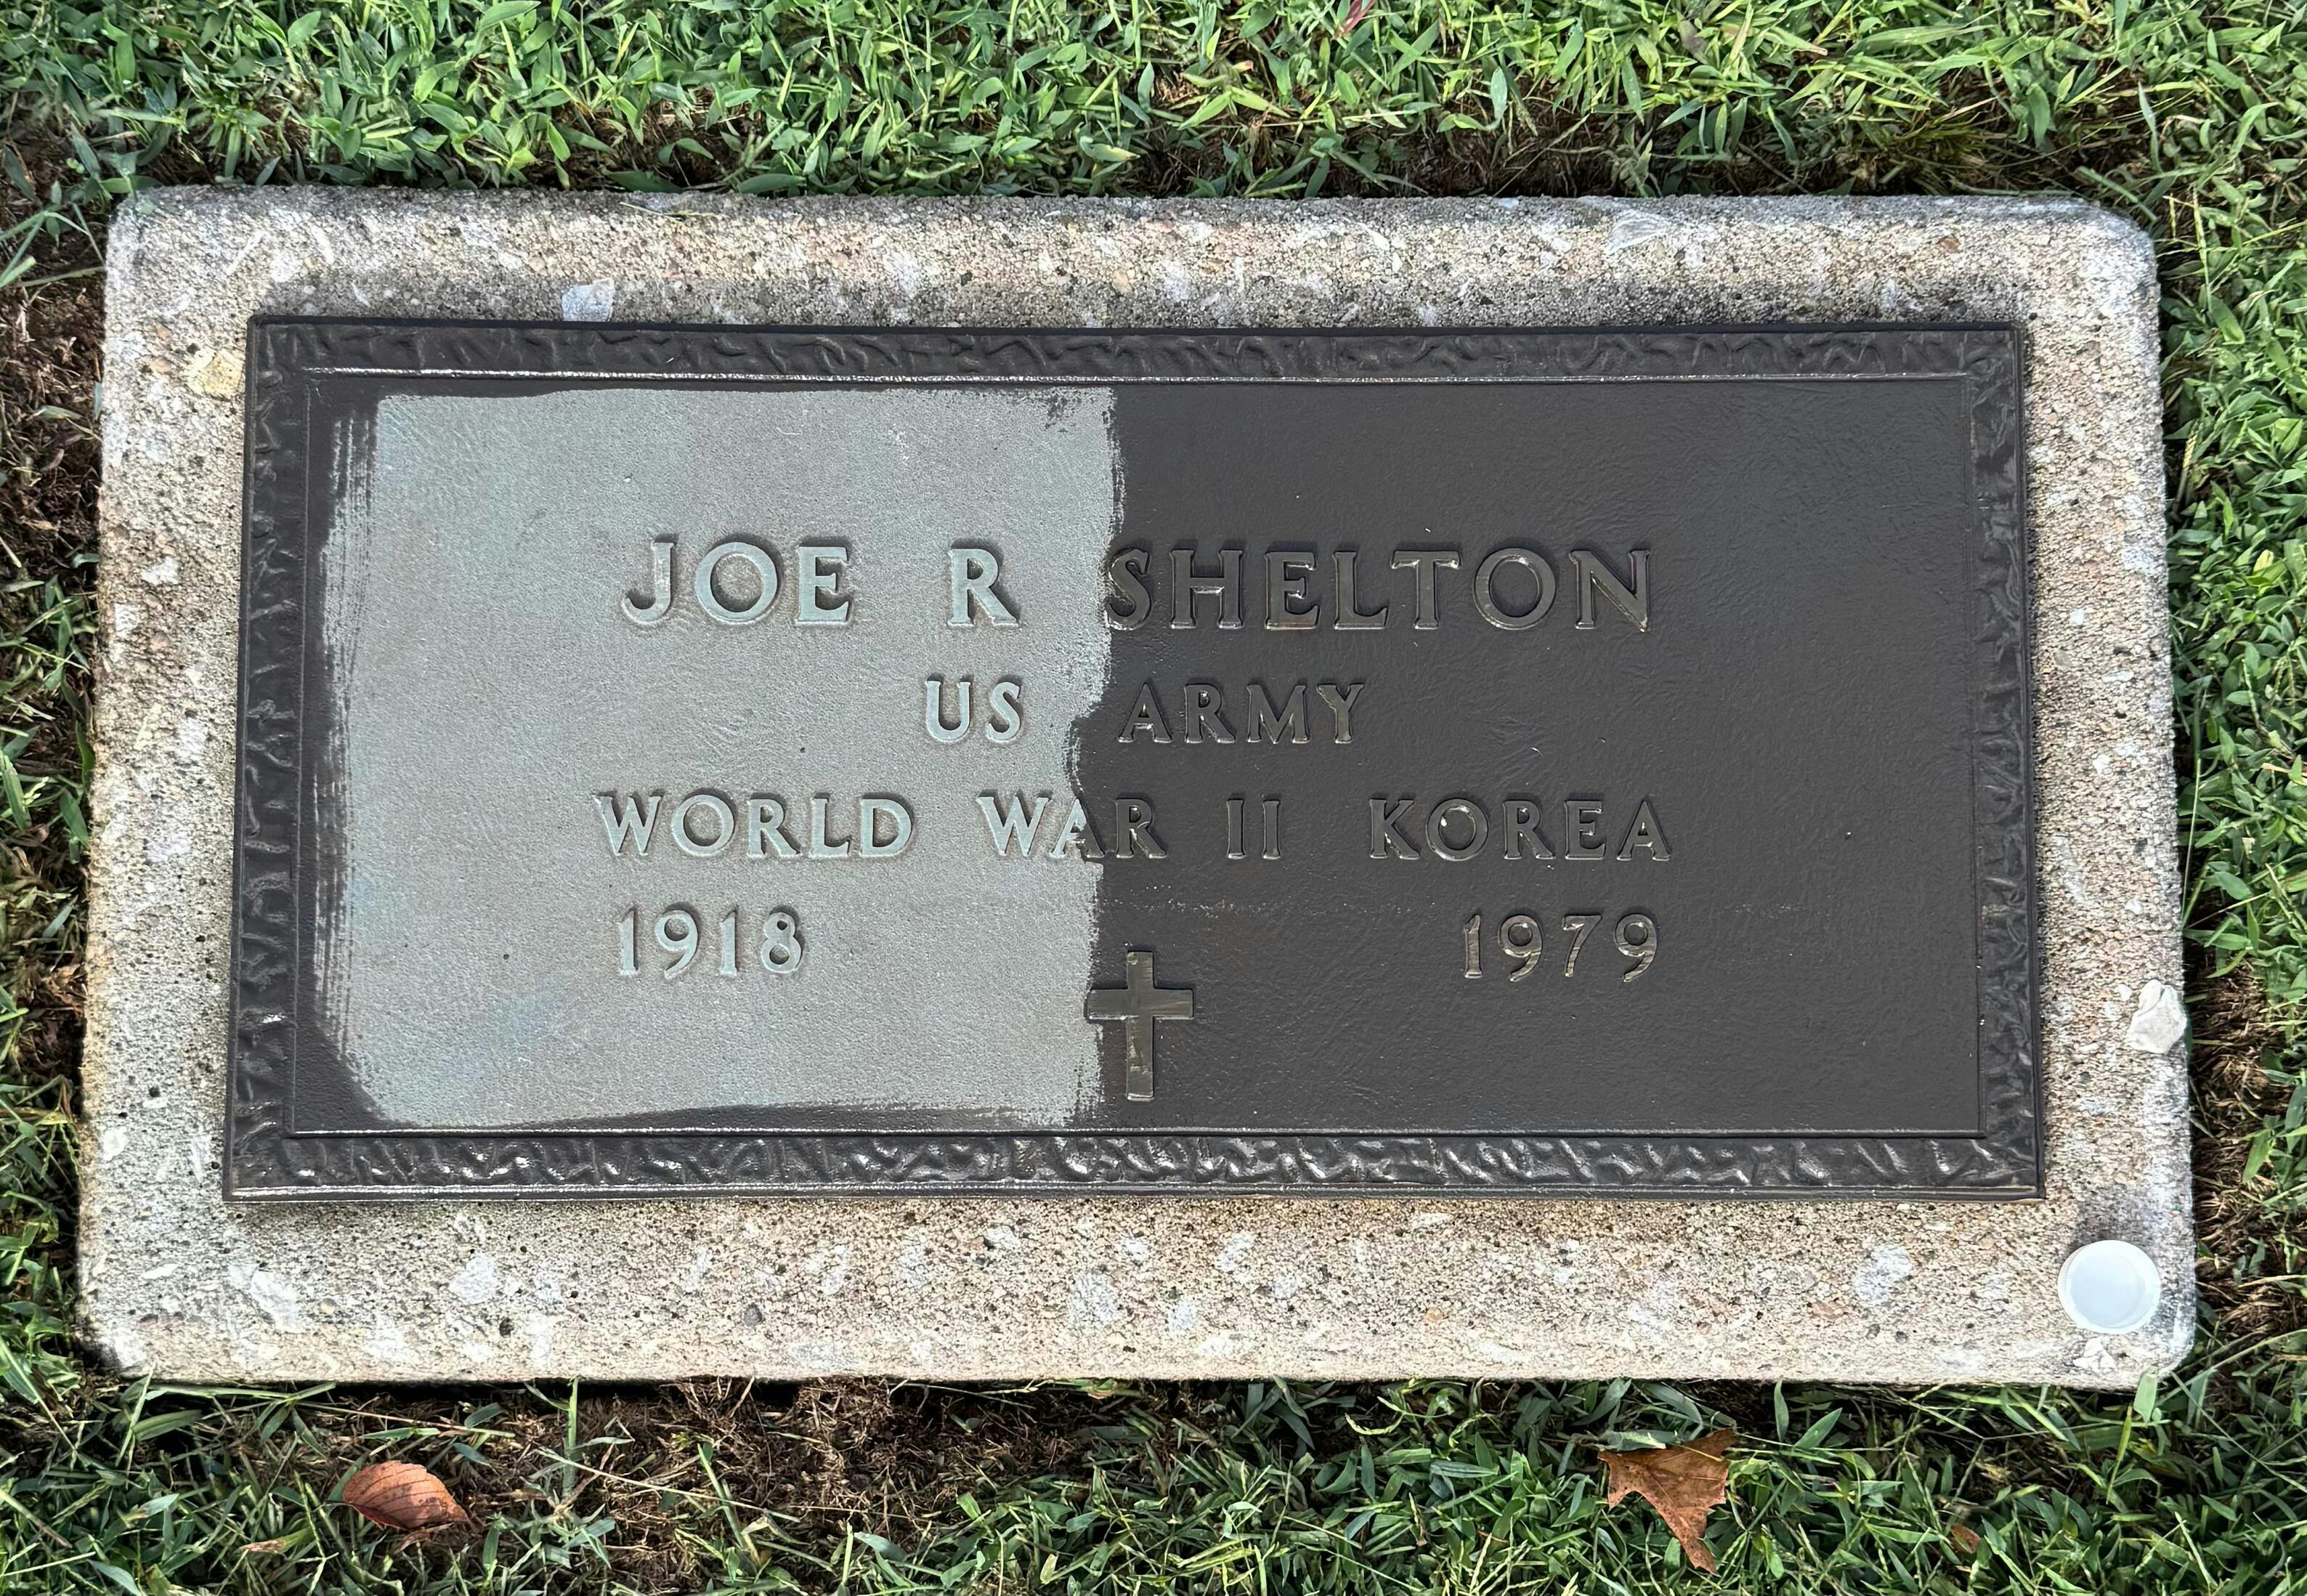 JOE R SHELTON
US ARMY
WORLD WAR II KOREA
1918 1979